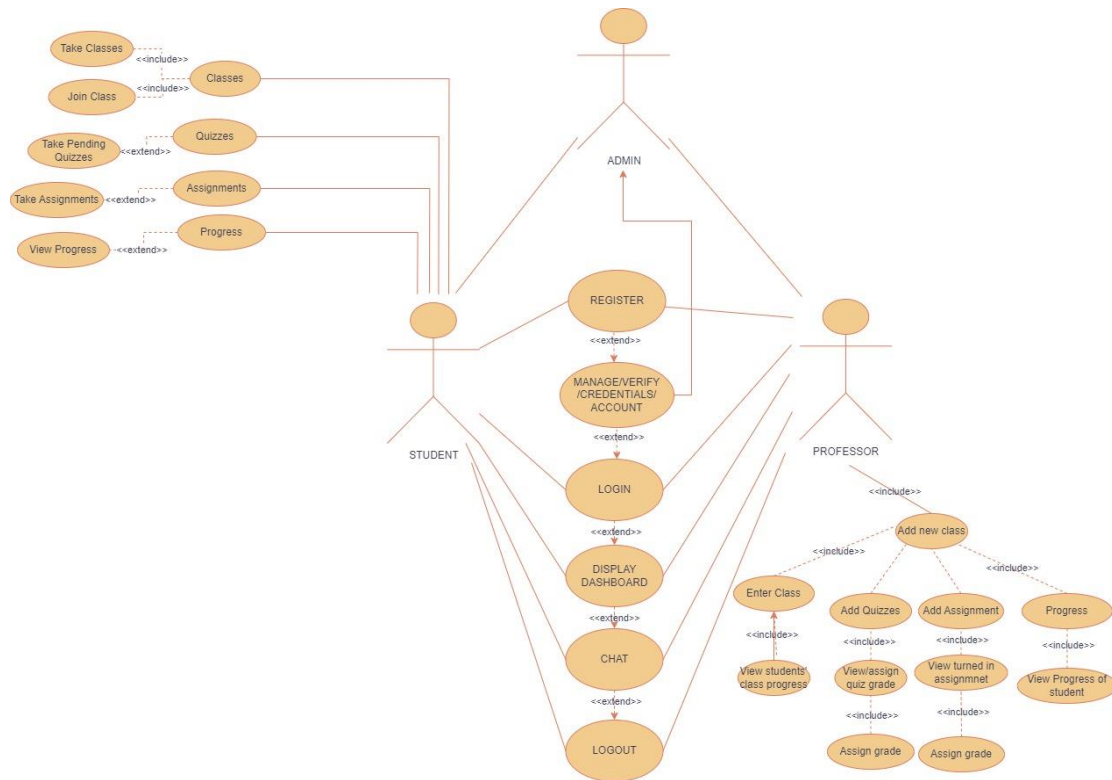 Take Classes
<<include>>
Classes
<<include>>
Join Class
Quizzes
Take Pending
Quizzes
<<extend>>
Assignments
Take Assignments
<<extend>>
Progress
View Progress
<<extend>>
ADMIN
STUDENT
PROFESSOR
REGISTER
<<extend>>
MANAGE/VERIFY
/CREDENTIALS/
ACCOUNT
<<extend>>
LOGIN
<<extend>>
DISPLAY
DASHBOARD
<<extend>>
CHAT
<<extend>>
LOGOUT
<<include>>
Add new class
<<include>>
<<include>>
Enter Class
Add Quizzes
Add Assignment
Progress
<<include>>
<<include>>
<<include>>
<<include>>
View students'
class progress
View/assign
quiz grade
View turned in
assignmnet
View Progress of
student
<<include>>
<<include>>
Assign grade
Assign grade